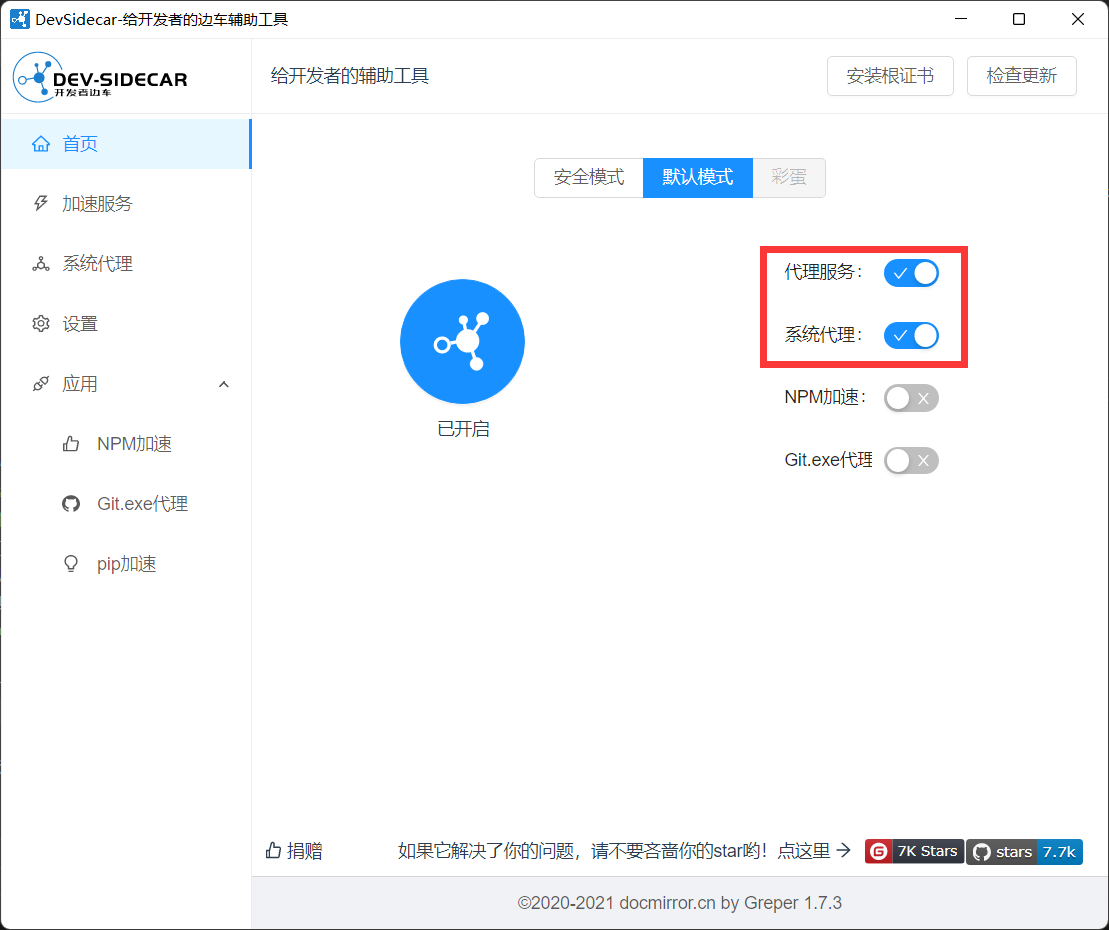 DevSidecar-给开发者的边车辅助工具
DEV-SIDECAR
开发者边车
给开发者的辅助工具
安装根证书
检查更新
首页
加速服务
系统代理
设置
应用
NPM加速
Git.exe代理
pip加速
安全模式
默认模式
彩蛋
已开启
代理服务：
系统代理：
NPM加速：
Git.exe代理
捐赠
如果它解决了你的问题，请不要吝啬你的star哟！点这里
7K Stars
stars 7.7k
©2020-2021 docmirror.cn by Greper 1.7.3